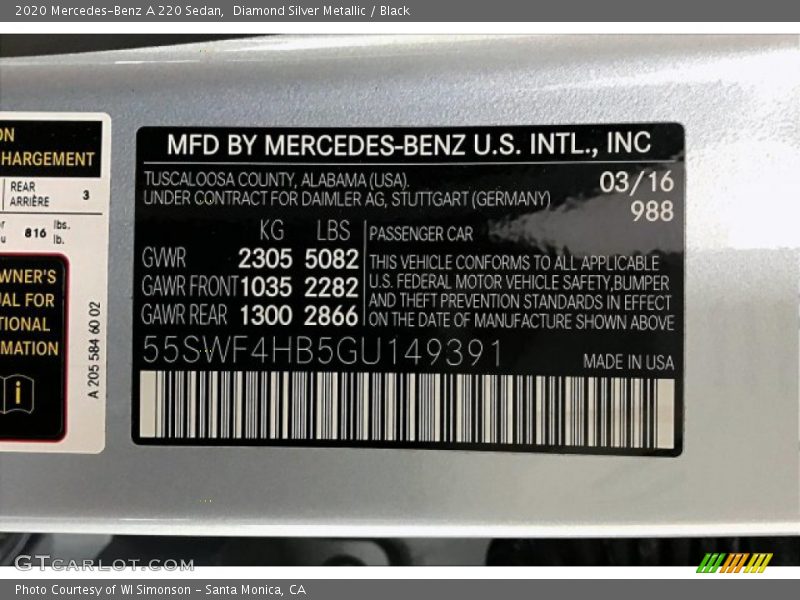 2020 Mercedes-Benz A 220 Sedan, Diamond Silver Metallic / Black
ON
HARGEMENT
REAR 3
ARRIÈRE
816 lbs.
lb.
WNER'S
AL FOR
TIONAL
MATION
A 205 584 60 02
MFD BY MERCEDES-BENZ U.S. INTL., INC
TUSCALOOSA COUNTY, ALABAMA (USA). 03/16
UNDER CONTRACT FOR DAIMLER AG, STUTTGART (GERMANY)
988
KG LBS
GVWR 2305 5082
GAWR FRONT 1035 2282
GAWR REAR 1300 2866
PASSENGER CAR
THIS VEHICLE CONFORMS TO ALL APPLICABLE
U.S. FEDERAL MOTOR VEHICLE SAFETY,BUMPER
AND THEFT PREVENTION STANDARDS IN EFFECT
ON THE DATE OF MANUFACTURE SHOWN ABOVE
55SWF4HB5GU149391
MADE IN USA
GTCARLOT.COM
Photo Courtesy of WI Simonson - Santa Monica, CA